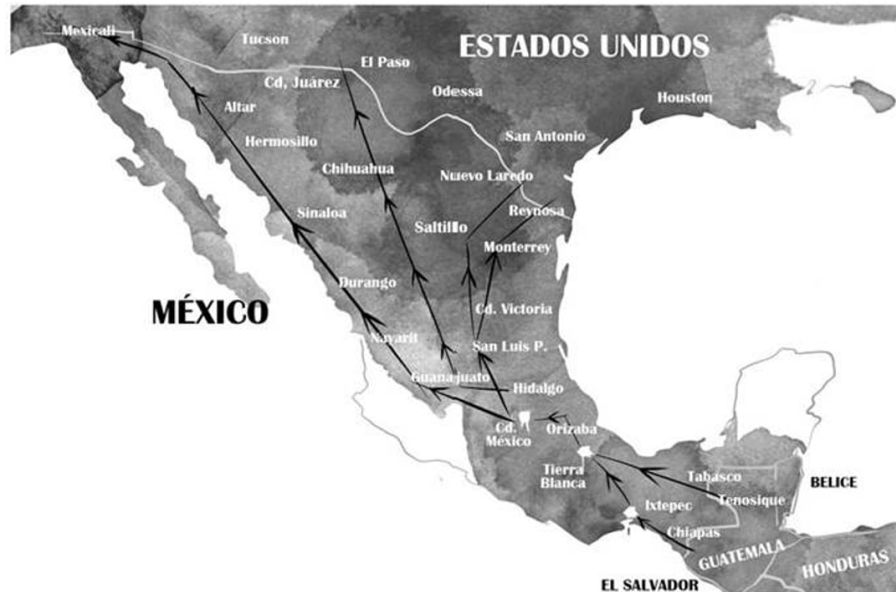 Mexicali
Tucson
ESTADOS UNIDOS
El Paso
Cd, Juárez
Odessa
Houston
Altar
San Antonio
Hermosillo
Chihuahua
Nuevo Laredo
Sinaloa
Reynosa
Saltillo
Monterrey
Durango
MÉXICO
Cd. Victoria
Nayarit
San Luis P.
Guanajuato
Hidalgo
Cd.
México
Orizaba
Tierra
Blanca
Tabasco
BELICE
Tenosique
Ixtepec
Chiapas
GUATEMALA
HONDURAS
EL SALVADOR